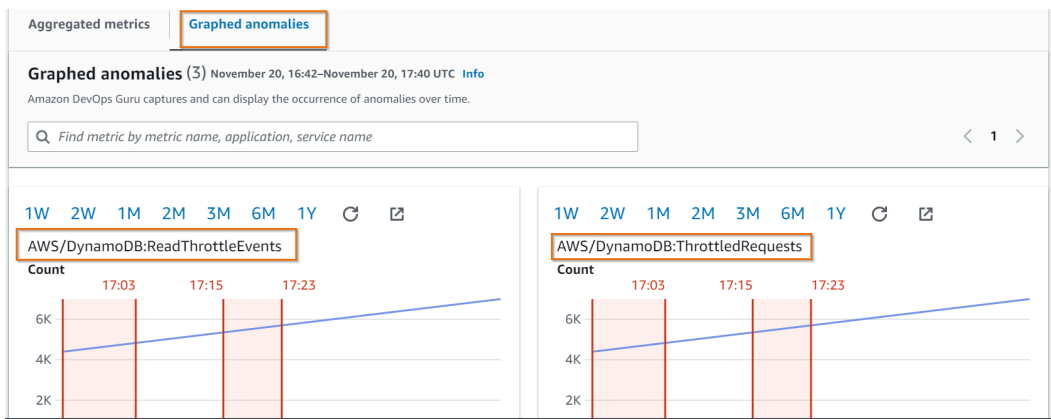 Aggregated metrics
Graphed anomalies
Graphed anomalies (3) November 20, 16:42–November 20, 17:40 UTC Info
Amazon DevOps Guru captures and can display the occurrence of anomalies over time.
Find metric by metric name, application, service name
1
1W 2W 1M 2M 3M 6M 1Y
AWS/DynamoDB:ReadThrottleEvents
Count
17:03 17:15 17:23
6K
4K
2K
1W 2W 1M 2M 3M 6M 1Y
AWS/DynamoDB:ThrottledRequests
Count
17:03 17:15 17:23
6K
4K
2K